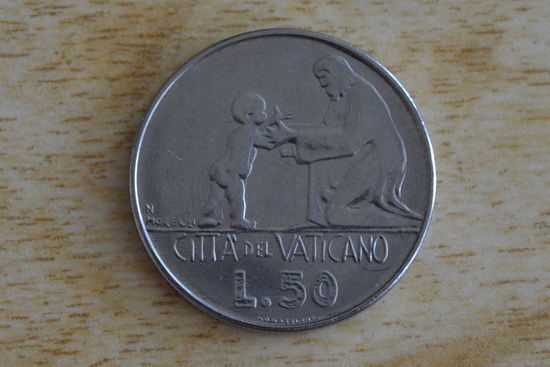 N
CITTA' DEL VATICANO
L.50